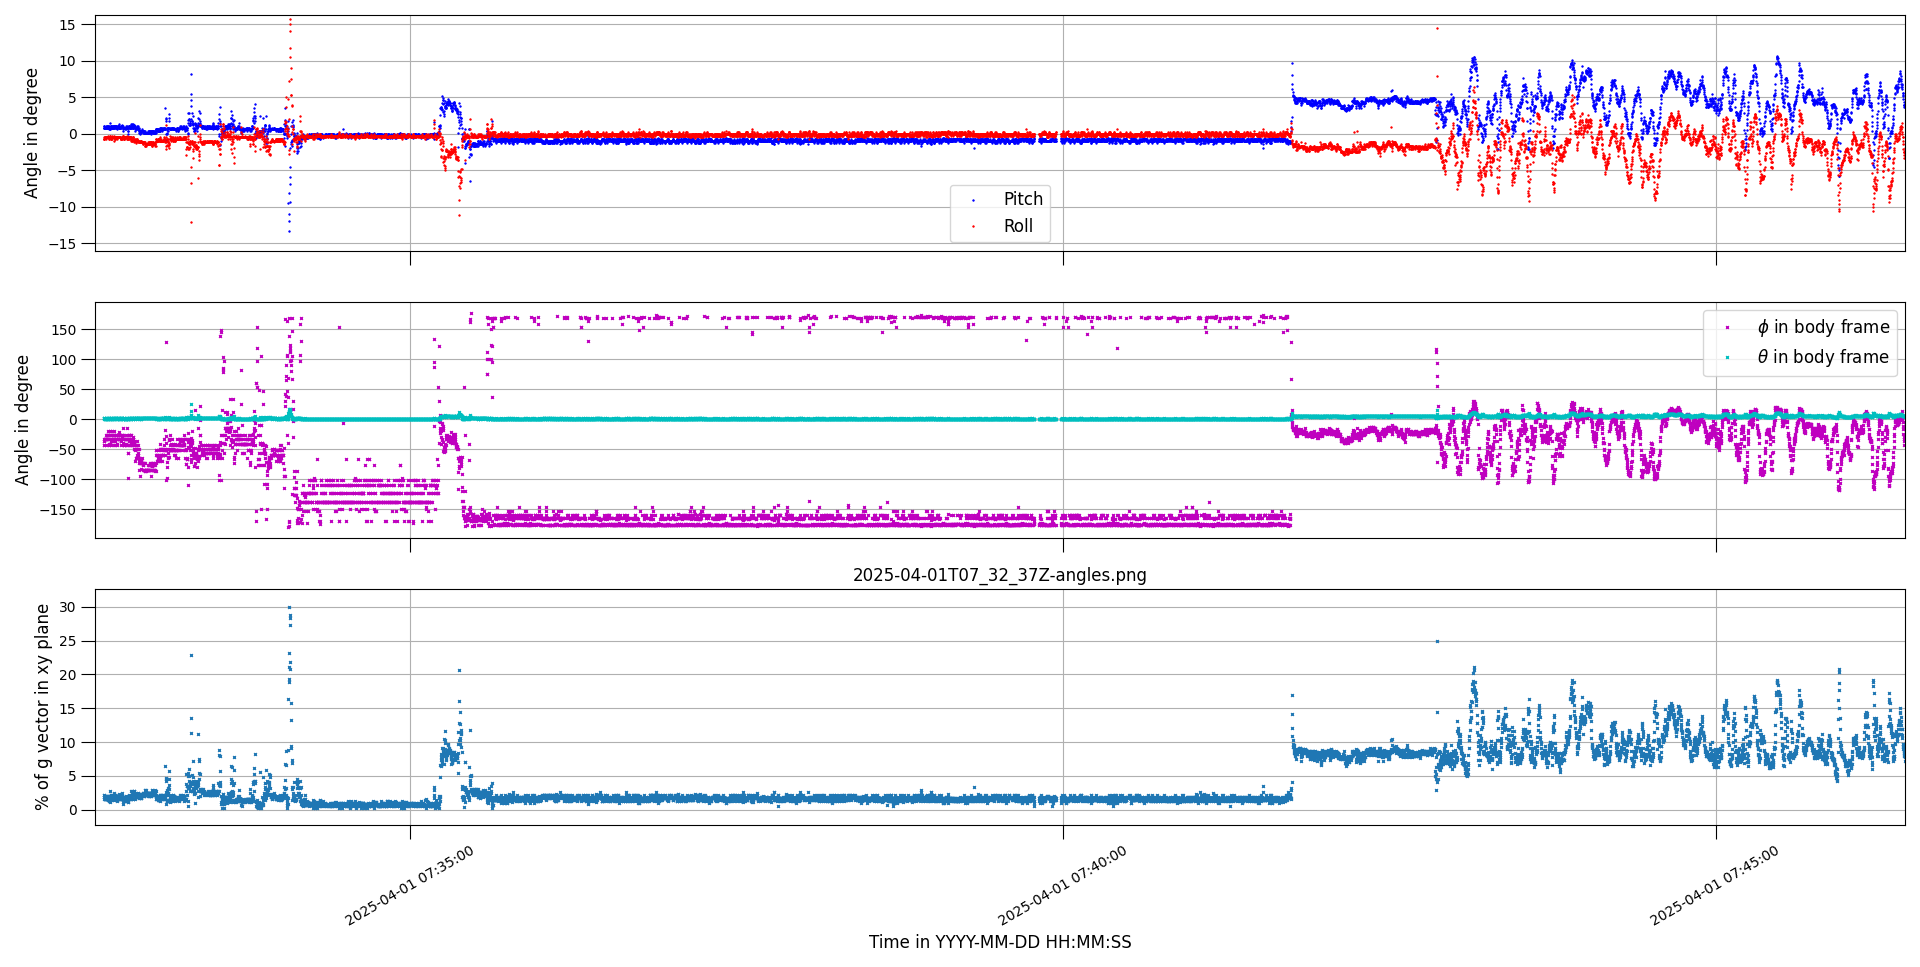 15
10
5
0
−5
−10
−15
Angle in degree
Pitch
Roll
150
100
50
0
−50
−100
−150
Angle in degree
ϕ in body frame
θ in body frame
2025-04-01T07_32_37Z-angles.png
30
25
20
15
10
5
0
% of g vector in xy plane
2025-04-01 07:35:00
2025-04-01 07:40:00
2025-04-01 07:45:00
Time in YYYY-MM-DD HH:MM:SS